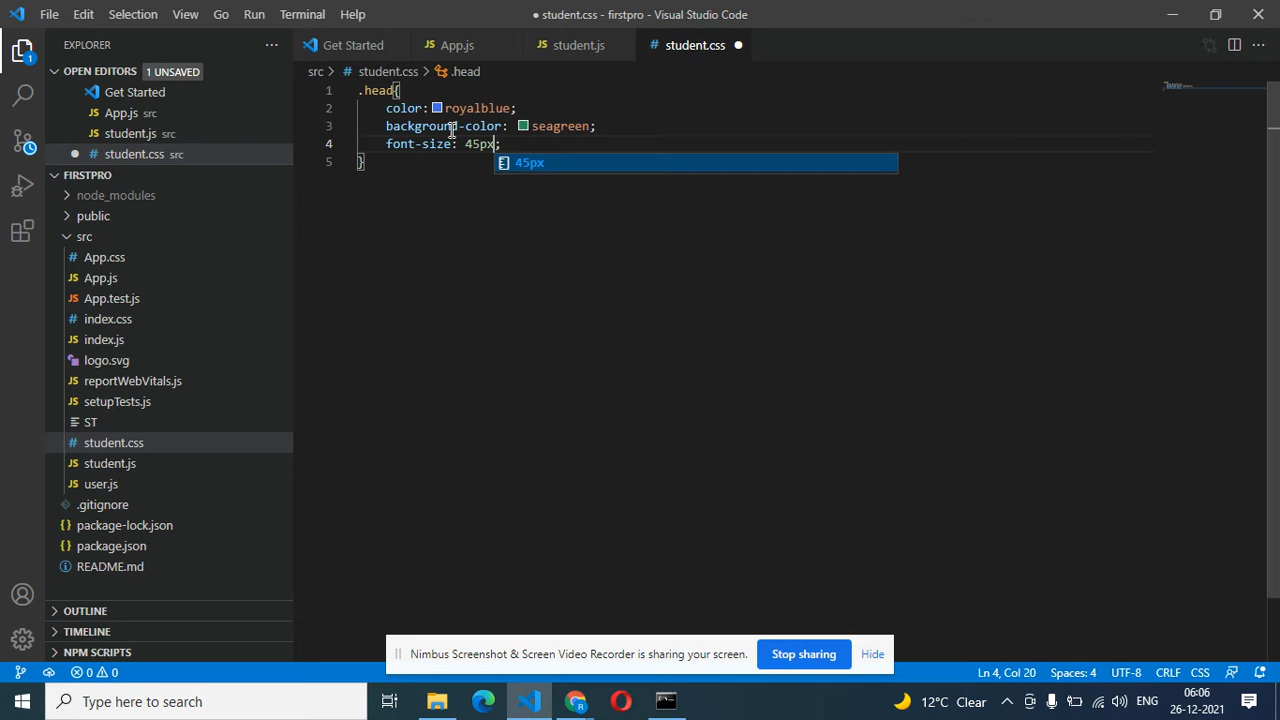 File Edit Selection View Go Run Terminal Help
● student.css - firstpro - Visual Studio Code
EXPLORER
OPEN EDITORS 1 UNSAVED
Get Started
App.js src
student.js src
# student.css src
FIRSTPRO
node_modules
public
src
# App.css
JS App.js
JS App.test.js
# index.css
JS index.js
logo.svg
JS reportWebVitals.js
JS setupTests.js
ST
# student.css
JS student.js
JS user.js
.gitignore
{} package-lock.json
{} package.json
README.md
OUTLINE
TIMELINE
NPM SCRIPTS
Get Started
JS App.js
JS student.js
# student.css ●
src > # student.css > .head
1 .head{
2 color: royalblue;
3 background-color: seagreen;
4 font-size: 45px;
45px
5 }
Nimbus Screenshot & Screen Video Recorder is sharing your screen. Stop sharing Hide
0 0
Ln 4, Col 20 Spaces: 4 UTF-8 CRLF CSS
Type here to search
12°C Clear
ENG
06:06
26-12-2021
1